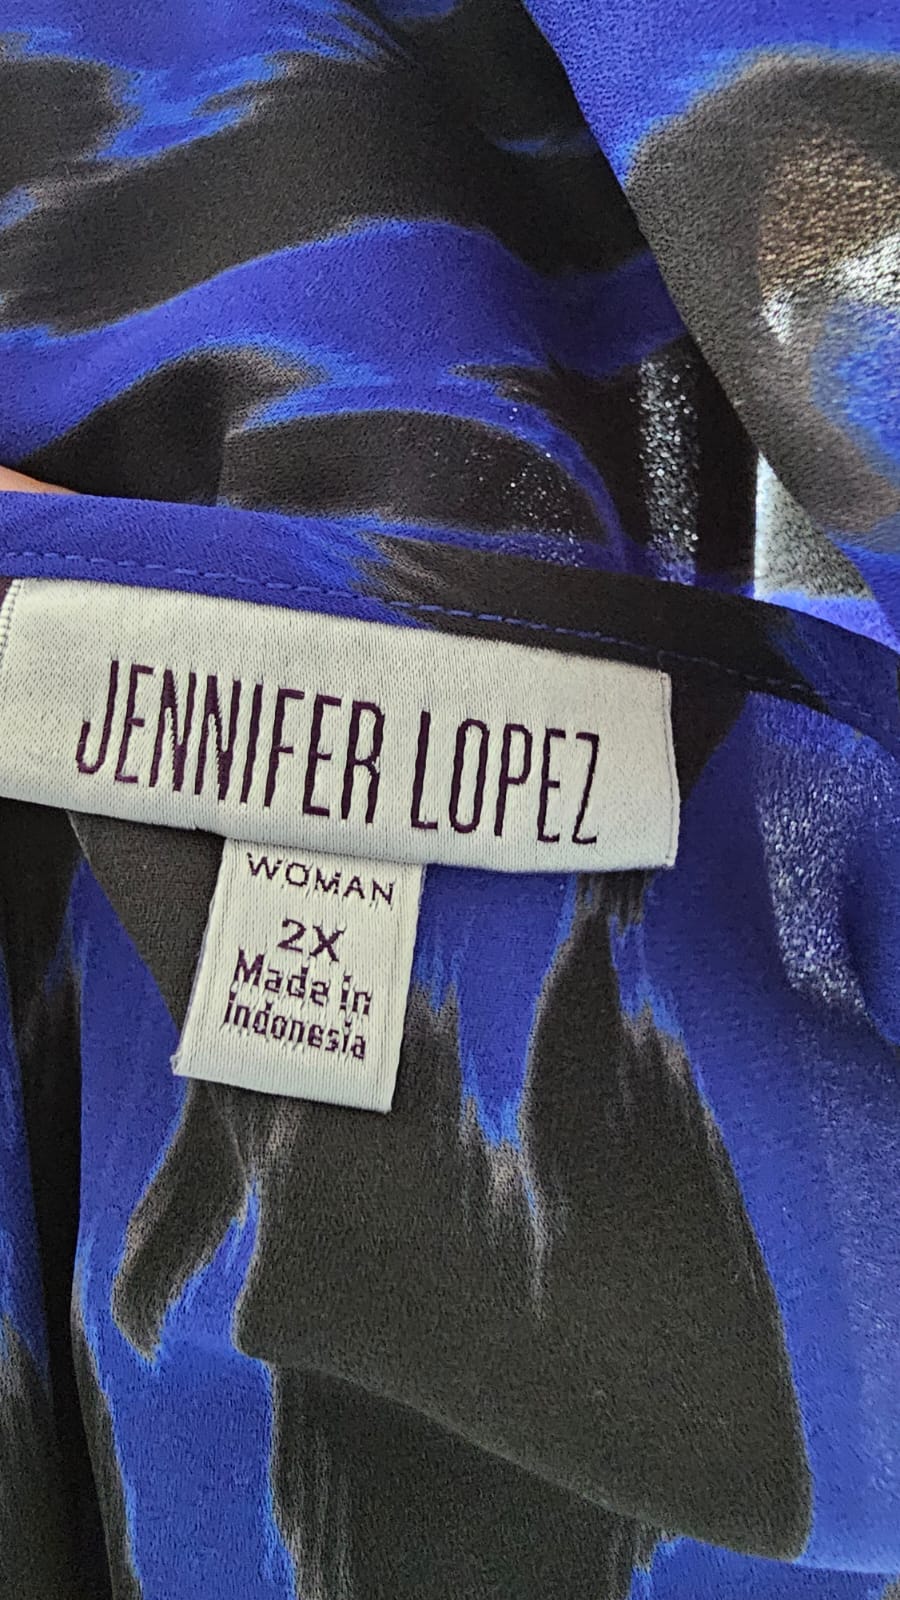 JENNIFER LOPEZ
WOMAN
2X
Made in
Indonesia